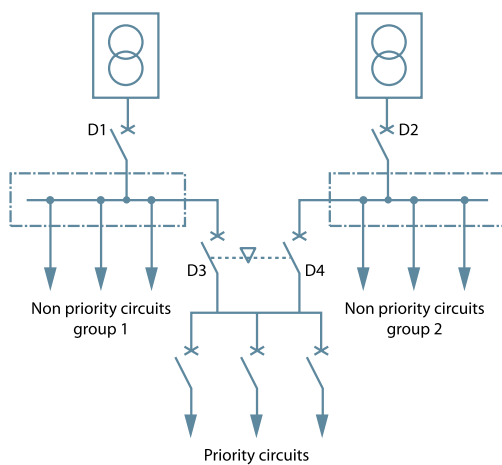 D1
D2
D3
D4
Non priority circuits
group 1
Non priority circuits
group 2
Priority circuits